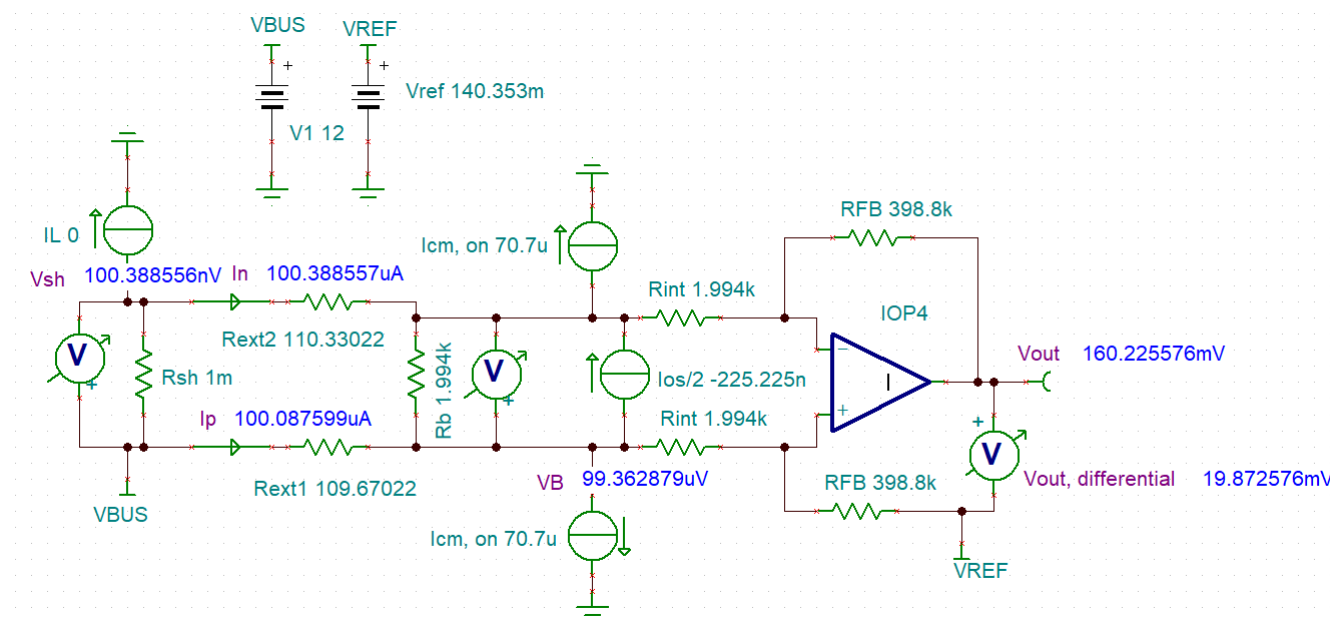 VBUS
VREF
+
+
Vref 140.353m
V1 12
IL 0
Icm, on 70.7u
RFB 398.8k
Vsh 100.388556nV
In 100.388557uA
Rint 1.994k
IOP4
Rext2 110.33022
V
+
Rsh 1m
Rb 1.994k
V
+
Ios/2 -225.225n
−
+
I
Vout 160.225576mV
Ip 100.087599uA
Rint 1.994k
+
V
Rext1 109.67022
VB 99.362879uV
RFB 398.8k
Vout, differential 19.872576mV
VBUS
Icm, on 70.7u
VREF